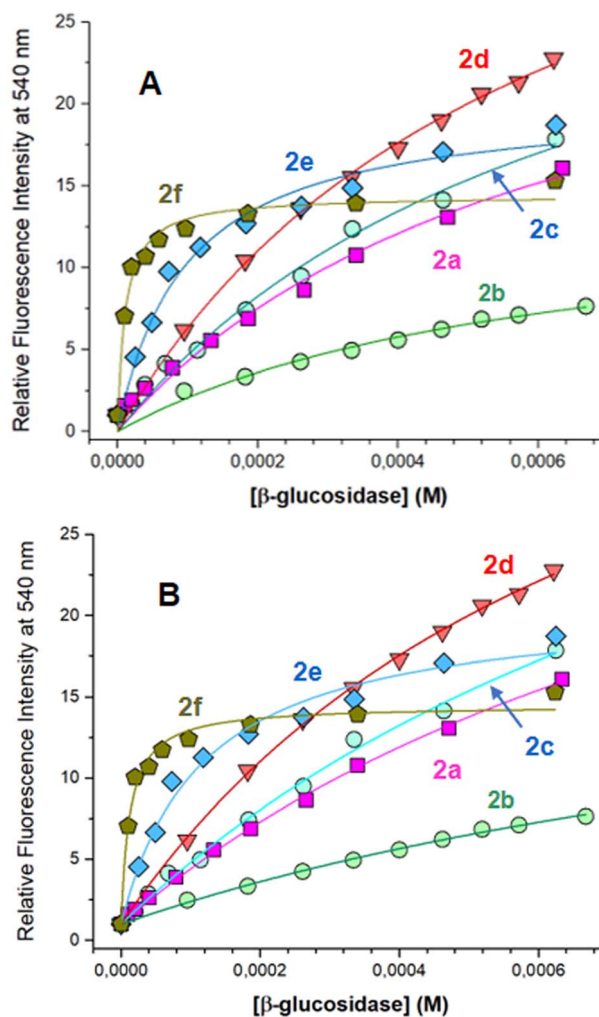 25
20
15
10
5
0
Relative Fluorescence Intensity at 540 nm
A
2d
2e
2f
2c
2a
2b
0,0000
0,0002
0,0004
0,0006
[β-glucosidase] (M)
25
20
15
10
5
0
Relative Fluorescence Intensity at 540 nm
B
2d
2e
2f
2c
2a
2b
0,0000
0,0002
0,0004
0,0006
[β-glucosidase] (M)